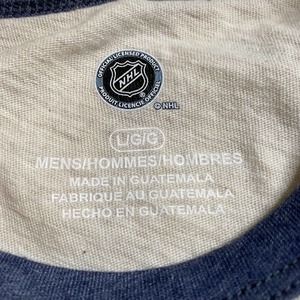 OFFICIAL LICENSED PRODUCT
NHL
PRODUIT LICENCIÉ OFFICIEL
© NHL
L/G/G
MENS/HOMMES/HOMBRES
MADE IN GUATEMALA
FABRIQUE AU GUATEMALA
HECHO EN GUATEMALA